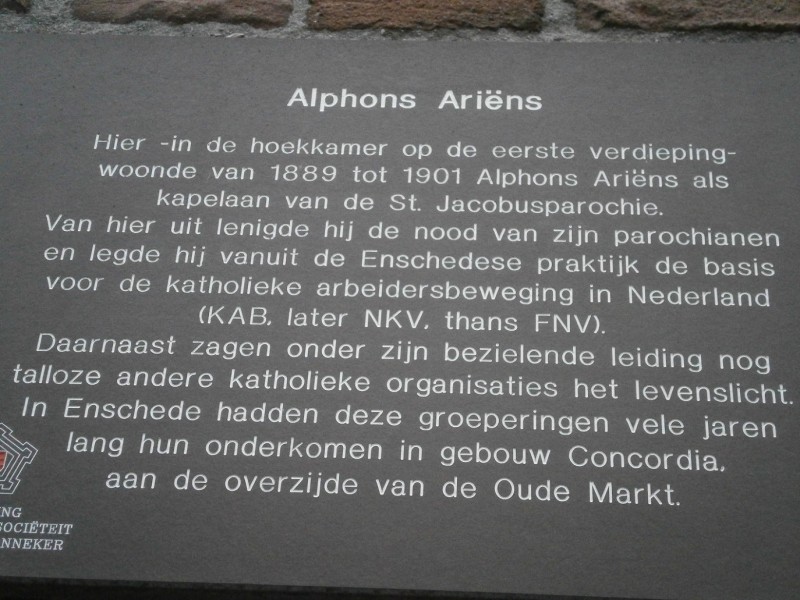 Alphons Ariëns
Hier -in de hoekkamer op de eerste verdieping-
woonde van 1889 tot 1901 Alphons Ariëns als
kapelaan van de St. Jacobusparochie.
Van hier uit lenigde hij de nood van zijn parochianen
en legde hij vanuit de Enschedese praktijk de basis
voor de katholieke arbeidersbeweging in Nederland
(KAB, later NKV, thans FNV).
Daarnaast zagen onder zijn bezielende leiding nog
talloze andere katholieke organisaties het levenslicht.
In Enschede hadden deze groeperingen vele jaren
lang hun onderkomen in gebouw Concordia,
aan de overzijde van de Oude Markt.
NG
SOCIËTEIT
NNEKER